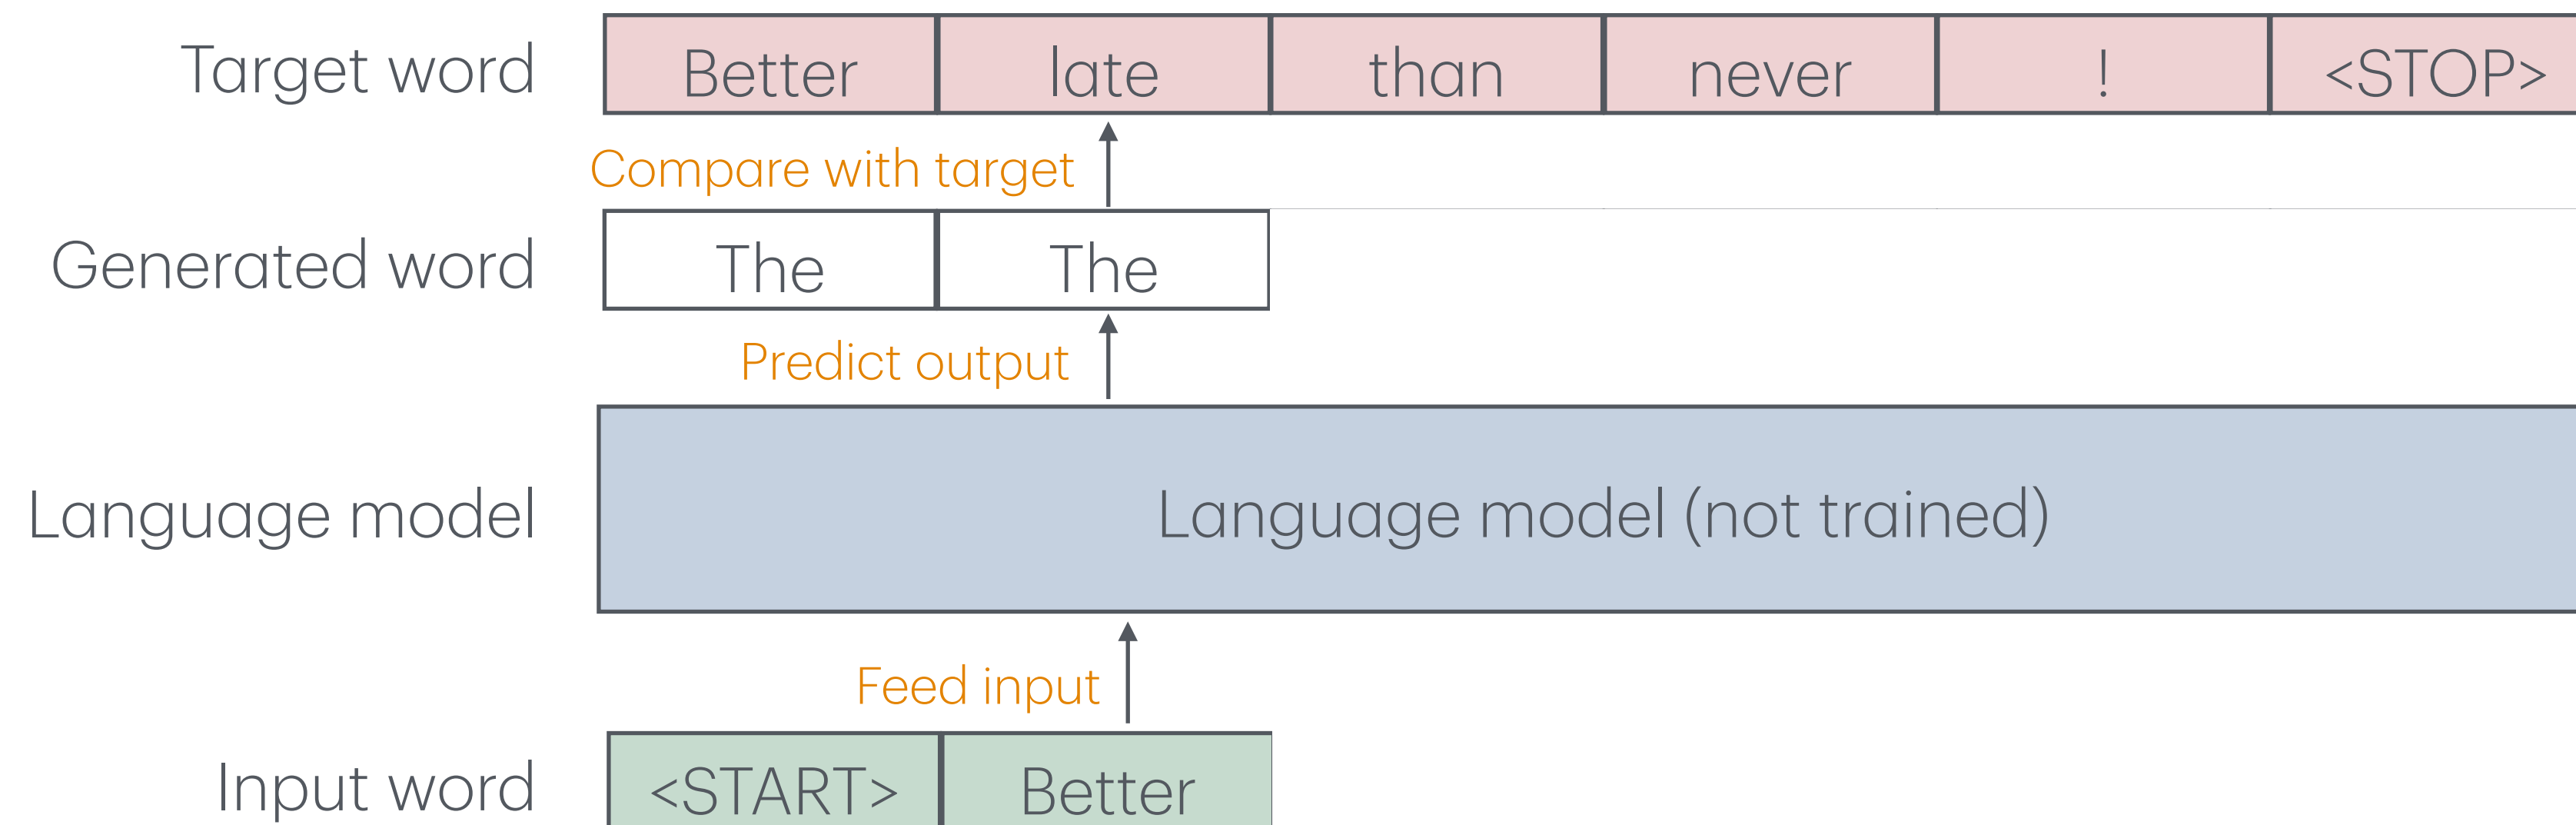 Target word Better late than never ! <STOP>
Compare with target
Generated word The The
Predict output
Language model Language model (not trained)
Feed input
Input word <START> Better